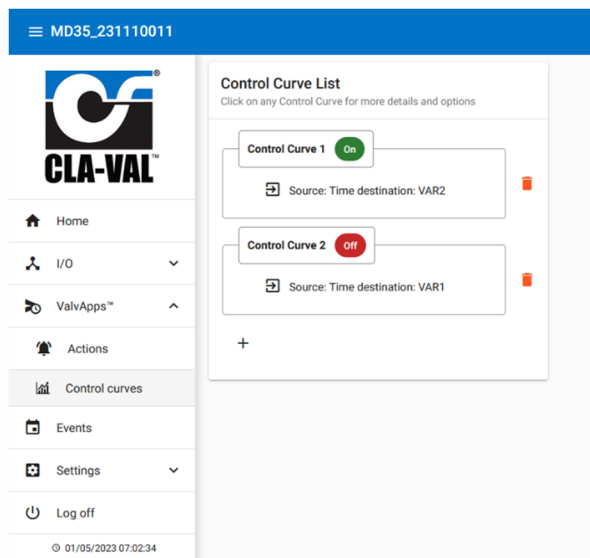 MD35_231110011
®
CLA-VAL™
Home
I/O
ValvApps™
Actions
Control curves
Events
Settings
Log off
01/05/2023 07:02:34
Control Curve List
Click on any Control Curve for more details and options
Control Curve 1 On
Source: Time destination: VAR2
Control Curve 2 Off
Source: Time destination: VAR1
+